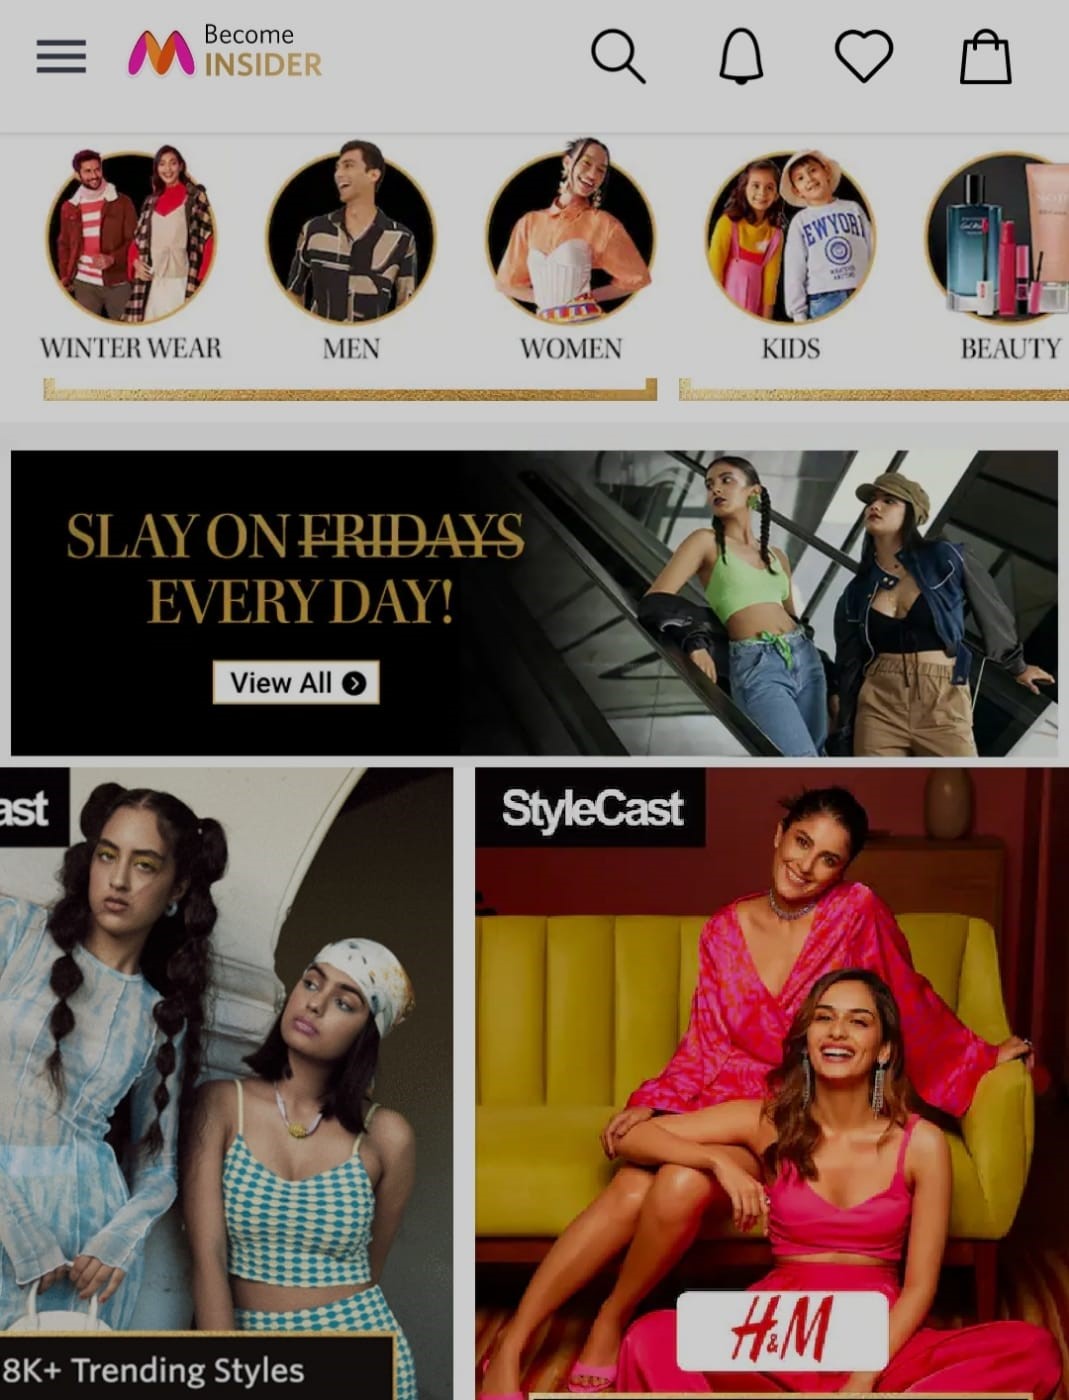 Become
INSIDER
WINTER WEAR
MEN
WOMEN
KIDS
BEAUTY
SLAY ON FRIDAYS
EVERY DAY!
View All
ast
StyleCast
H&M
8K+ Trending Styles